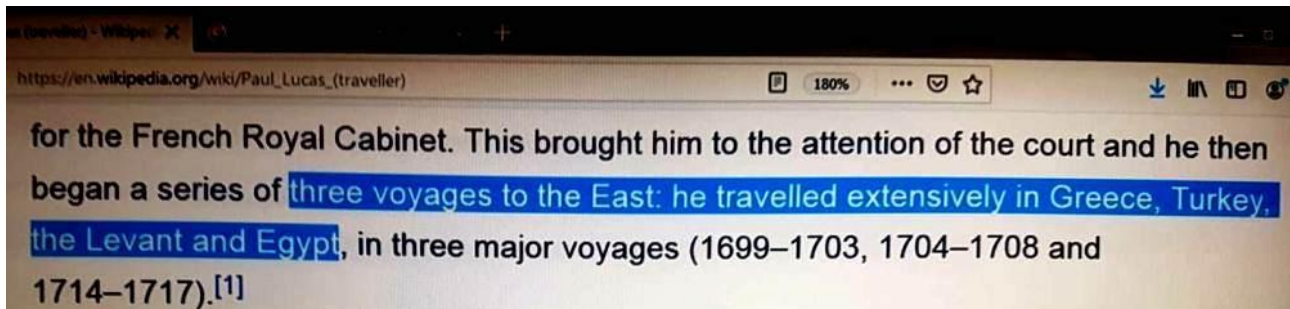 https://en.wikipedia.org/wiki/Paul_Lucas_(traveller)
180%
for the French Royal Cabinet. This brought him to the attention of the court and he then
began a series of three voyages to the East: he travelled extensively in Greece, Turkey,
the Levant and Egypt, in three major voyages (1699–1703, 1704–1708 and
1714–1717).[1]